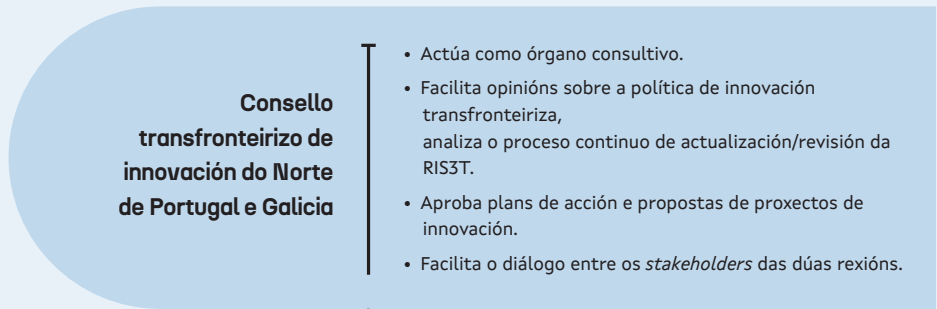 Consello
transfronteirizo de
innovación do Norte
de Portugal e Galicia
• Actúa como órgano consultivo.
• Facilita opinións sobre a política de innovación
transfronteiriza,
analiza o proceso continuo de actualización/revisión da
RIS3T.
• Aproba plans de acción e propostas de proxectos de
innovación.
• Facilita o diálogo entre os stakeholders das dúas rexións.